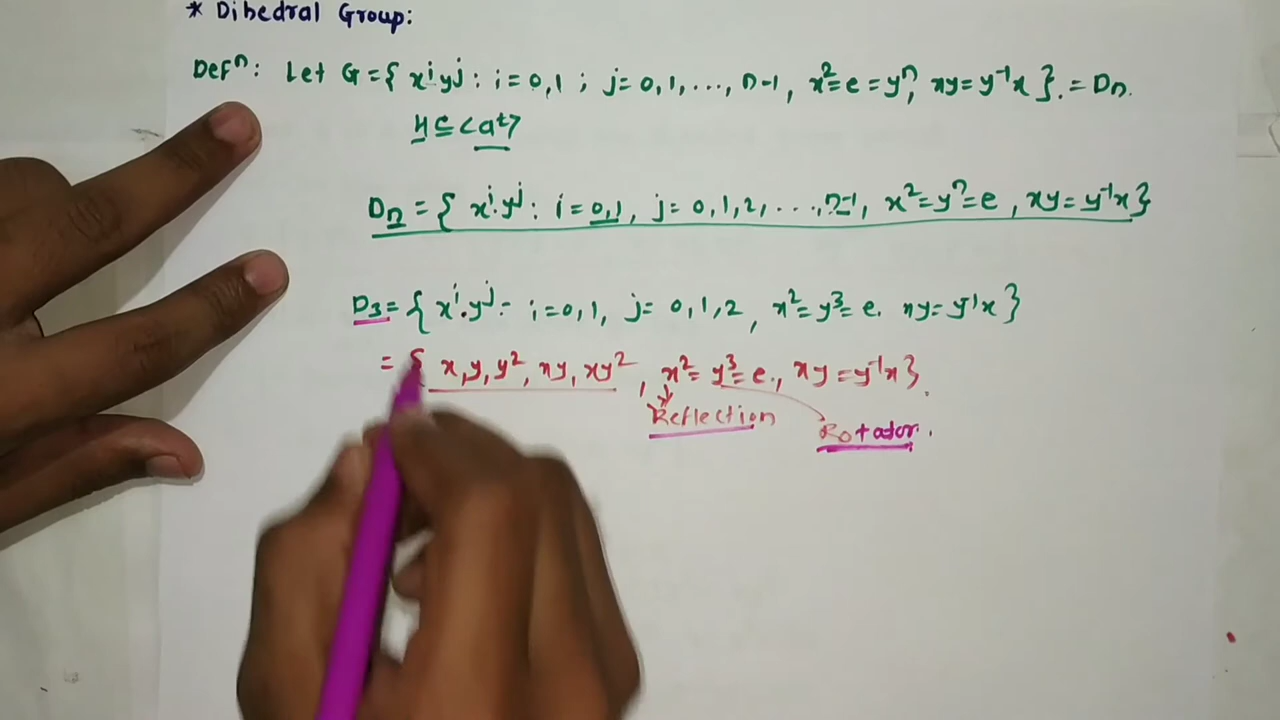 * Dihedral Group:
Defⁿ: Let G = { xⁱyʲ : i = 0,1 ; j = 0,1,..., n-1, x² = e = yⁿ, xy = y⁻¹x }. = Dn.
H ⊆ <aᵗ>
Dn = { xⁱ.yʲ : i = 0,1, j = 0,1,2, ..., n-1, x² = yⁿ = e, xy = y⁻¹x }
D3 = { xⁱ.yʲ : i = 0,1, j = 0,1,2, x² = y³ = e. xy = y⁻¹x }
= { x, y, y², xy, xy², x² = y³ = e., xy = y⁻¹x }.
Reflection
Rotator.